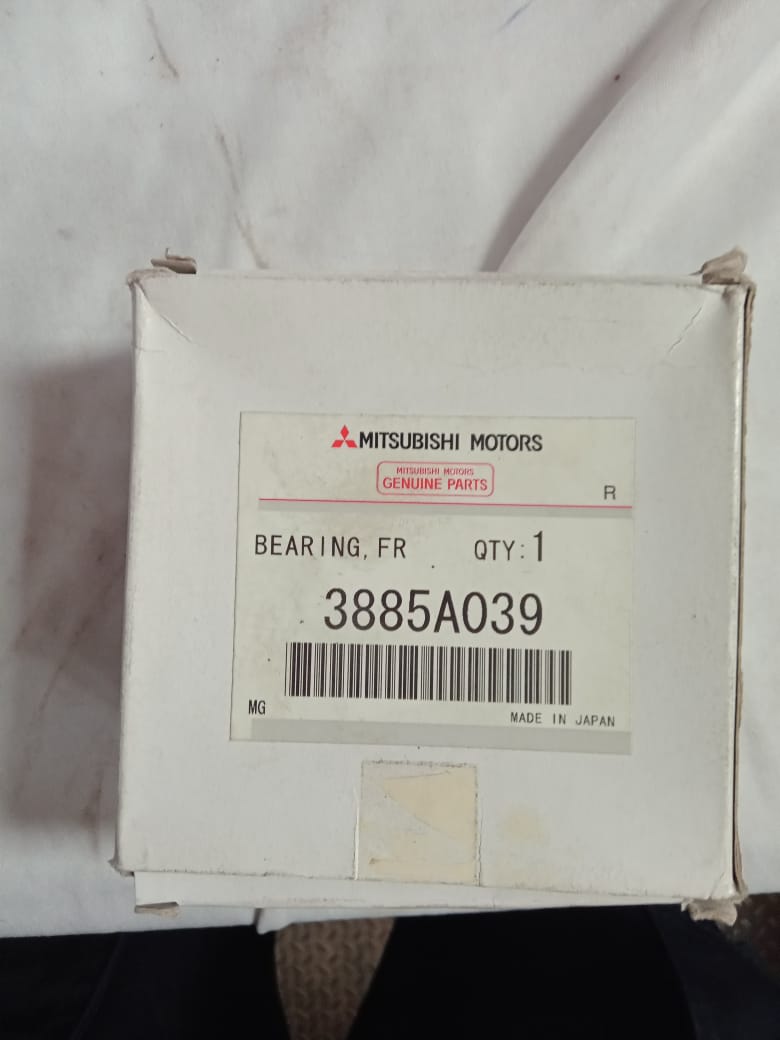 MITSUBISHI MOTORS
MITSUBISHI MOTORS
GENUINE PARTS
R
BEARING, FR QTY:1
3885A039
MG
MADE IN JAPAN